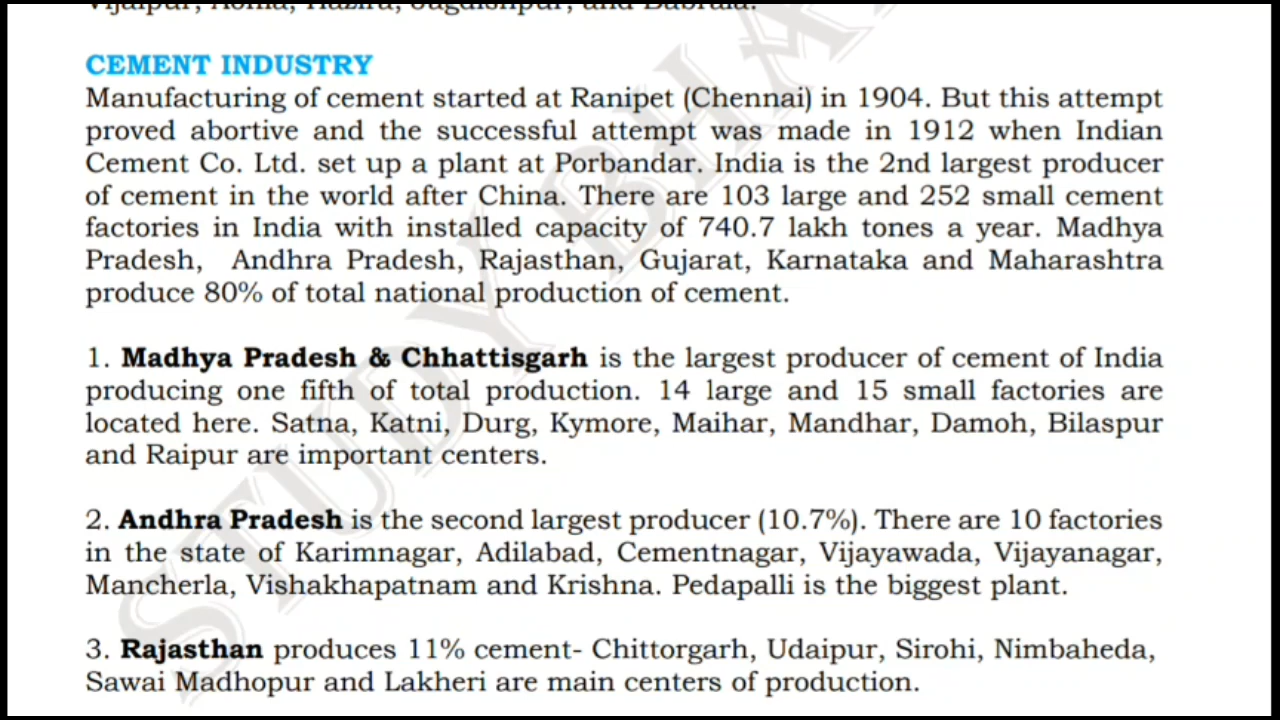 Vijaipur, Aonla, Hazira, Jagdishpur, and Babrala.
CEMENT INDUSTRY
Manufacturing of cement started at Ranipet (Chennai) in 1904. But this attempt
proved abortive and the successful attempt was made in 1912 when Indian
Cement Co. Ltd. set up a plant at Porbandar. India is the 2nd largest producer
of cement in the world after China. There are 103 large and 252 small cement
factories in India with installed capacity of 740.7 lakh tones a year. Madhya
Pradesh, Andhra Pradesh, Rajasthan, Gujarat, Karnataka and Maharashtra
produce 80% of total national production of cement.
1. Madhya Pradesh & Chhattisgarh is the largest producer of cement of India
producing one fifth of total production. 14 large and 15 small factories are
located here. Satna, Katni, Durg, Kymore, Maihar, Mandhar, Damoh, Bilaspur
and Raipur are important centers.
2. Andhra Pradesh is the second largest producer (10.7%). There are 10 factories
in the state of Karimnagar, Adilabad, Cementnagar, Vijayawada, Vijayanagar,
Mancherla, Vishakhapatnam and Krishna. Pedapalli is the biggest plant.
3. Rajasthan produces 11% cement- Chittorgarh, Udaipur, Sirohi, Nimbaheda,
Sawai Madhopur and Lakheri are main centers of production.
STUDY BHA